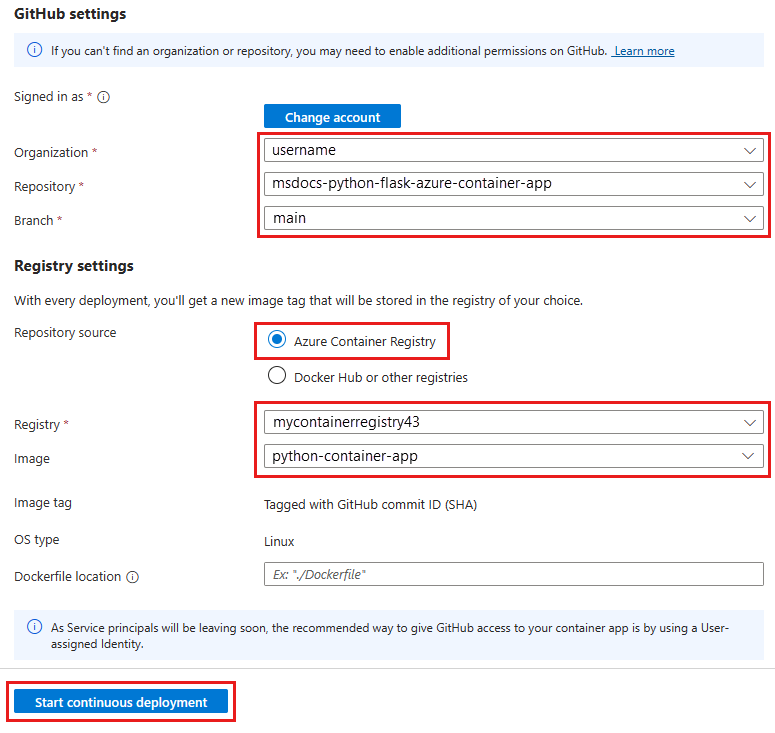 GitHub settings
If you can't find an organization or repository, you may need to enable additional permissions on GitHub. Learn more
Signed in as *
Change account
Organization *
username
Repository *
msdocs-python-flask-azure-container-app
Branch *
main
Registry settings
With every deployment, you'll get a new image tag that will be stored in the registry of your choice.
Repository source
Azure Container Registry
Docker Hub or other registries
Registry *
mycontainerregistry43
Image
python-container-app
Image tag
Tagged with GitHub commit ID (SHA)
OS type
Linux
Dockerfile location
Ex: "./Dockerfile"
As Service principals will be leaving soon, the recommended way to give GitHub access to your container app is by using a User-
assigned Identity.
Start continuous deployment